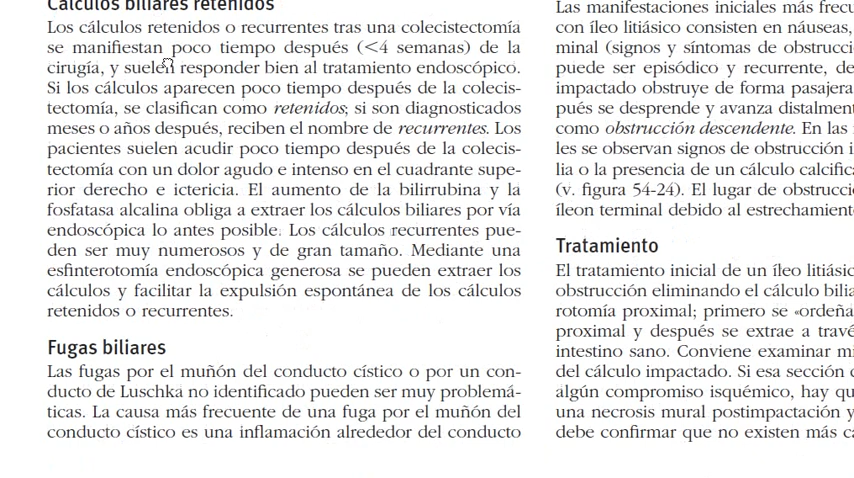 Cálculos biliares retenidos
Los cálculos retenidos o recurrentes tras una colecistectomía
se manifiestan poco tiempo después (<4 semanas) de la
cirugía, y suelen responder bien al tratamiento endoscópico.
Si los cálculos aparecen poco tiempo después de la colecis-
tectomía, se clasifican como retenidos; si son diagnosticados
meses o años después, reciben el nombre de recurrentes. Los
pacientes suelen acudir poco tiempo después de la colecis-
tectomía con un dolor agudo e intenso en el cuadrante supe-
rior derecho e ictericia. El aumento de la bilirrubina y la
fosfatasa alcalina obliga a extraer los cálculos biliares por vía
endoscópica lo antes posible. Los cálculos recurrentes pue-
den ser muy numerosos y de gran tamaño. Mediante una
esfinterotomía endoscópica generosa se pueden extraer los
cálculos y facilitar la expulsión espontánea de los cálculos
retenidos o recurrentes.
Fugas biliares
Las fugas por el muñón del conducto cístico o por un con-
ducto de Luschka no identificado pueden ser muy problemá-
ticas. La causa más frecuente de una fuga por el muñón del
conducto cístico es una inflamación alrededor del conducto
Las manifestaciones iniciales más frecu
con íleo litiásico consisten en náuseas,
minal (signos y síntomas de obstrucci
puede ser episódico y recurrente, de
impactado obstruye de forma pasajera
pués se desprende y avanza distalment
como obstrucción descendente. En las
les se observan signos de obstrucción i
lia o la presencia de un cálculo calcifica
(v. figura 54-24). El lugar de obstrucci
íleon terminal debido al estrechamient
Tratamiento
El tratamiento inicial de un íleo litiásic
obstrucción eliminando el cálculo bilia
rotomía proximal; primero se «ordeña
proximal y después se extrae a travé
intestino sano. Conviene examinar mi
del cálculo impactado. Si esa sección d
algún compromiso isquémico, hay qu
una necrosis mural postimpactación y
debe confirmar que no existen más ca